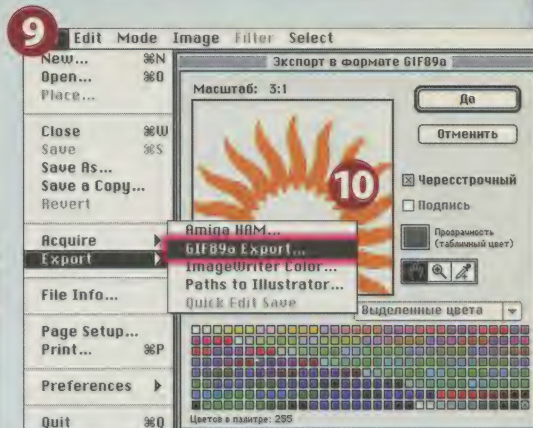 9
Edit Mode Image Filter Select
New... ⌘N
Open... ⌘O
Place...
Close ⌘W
Save ⌘S
Save As...
Save a Copy...
Revert
Acquire
Export
File Info...
Page Setup...
Print... ⌘P
Preferences
Quit ⌘Q
Amiga HAM...
GIF89a Export...
ImageWriter Color...
Paths to Illustrator...
Quick Edit Save
Экспорт в формате GIF89a
Масштаб: 3:1
10
Да
Отменить
Чересстрочный
Подпись
Прозрачность
(табличный цвет)
Выделенные цвета
Цветов в палитре: 255